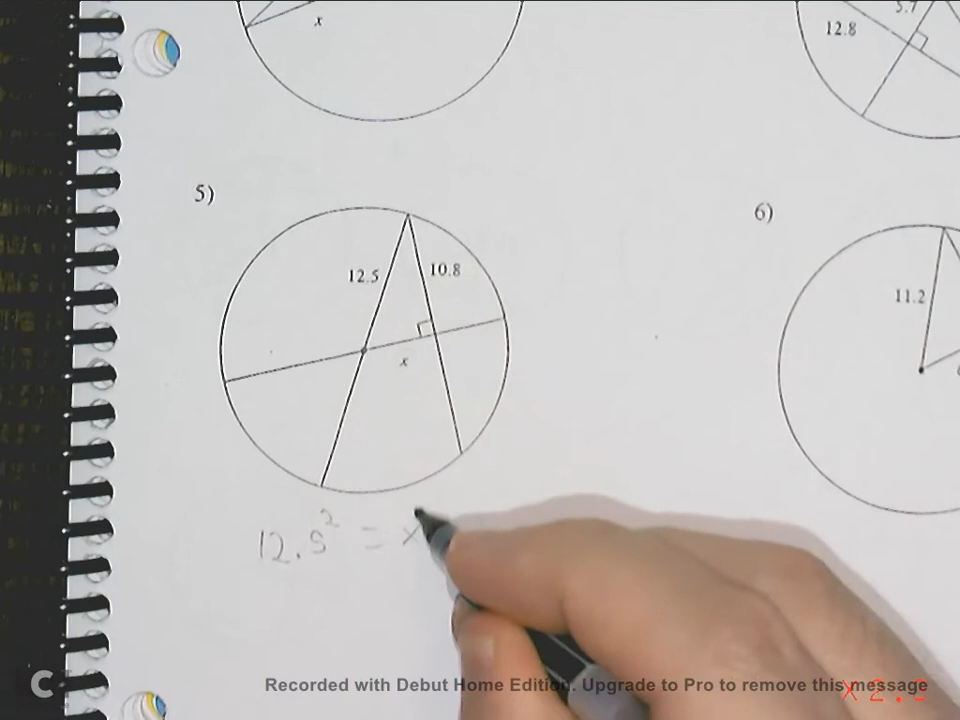 x
5.7
12.8
5)
6)
12.5
10.8
11.2
x
12.5² = x
Recorded with Debut Home Edition. Upgrade to Pro to remove this message